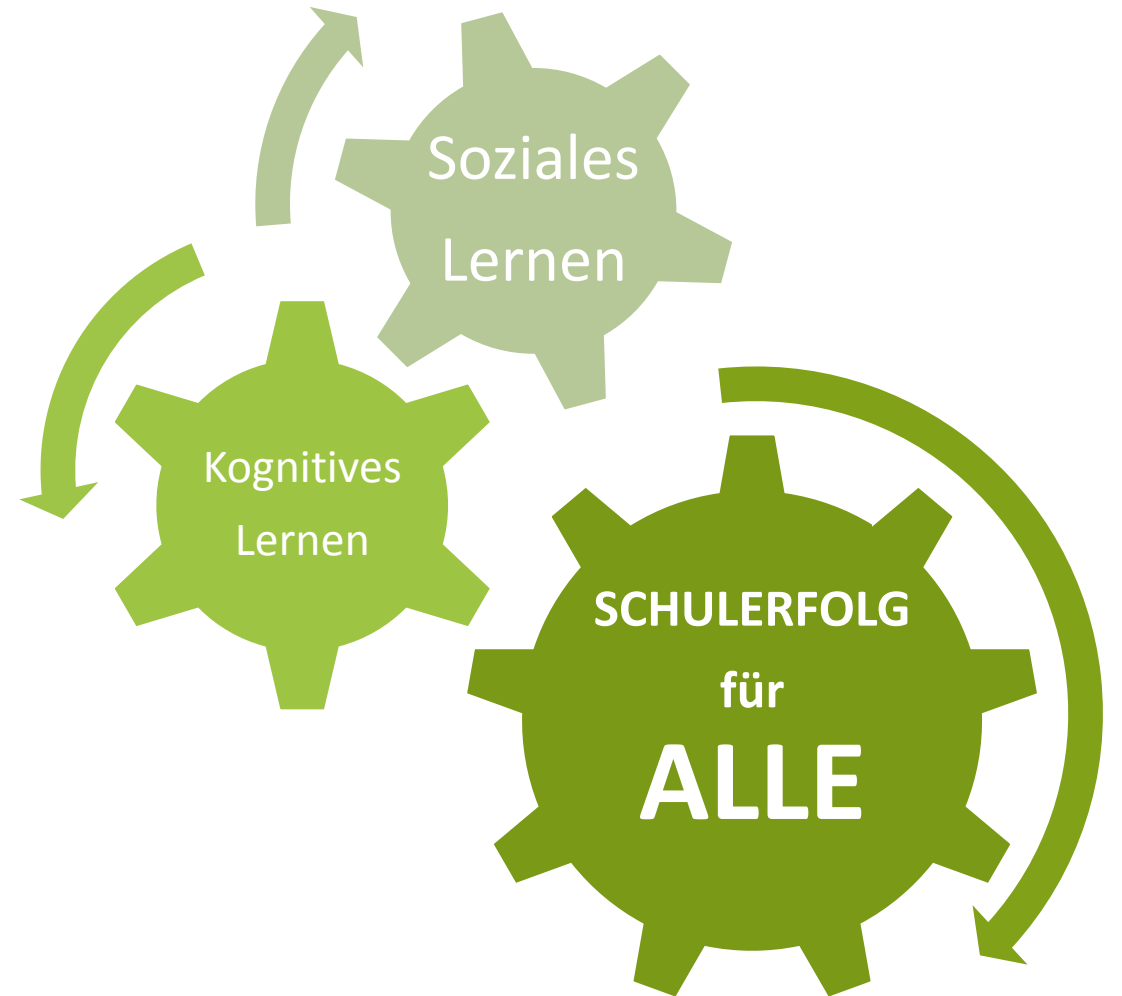 Soziales
Lernen
Kognitives
Lernen
SCHULERFOLG
für
ALLE